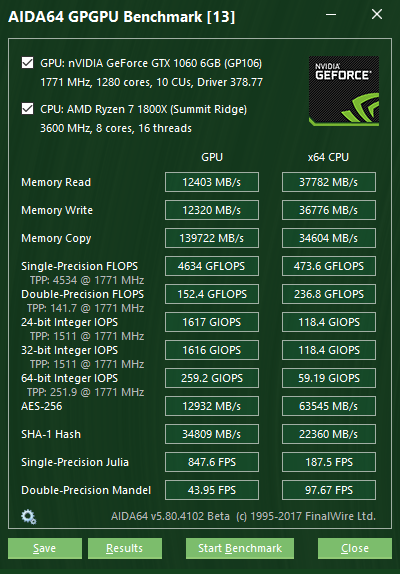 AIDA64 GPGPU Benchmark [13]
GPU: nVIDIA GeForce GTX 1060 6GB (GP106)
1771 MHz, 1280 cores, 10 CUs, Driver 378.77
CPU: AMD Ryzen 7 1800X (Summit Ridge)
3600 MHz, 8 cores, 16 threads
NVIDIA
GEFORCE
GPU x64 CPU
Memory Read 12403 MB/s 37782 MB/s
Memory Write 12320 MB/s 36776 MB/s
Memory Copy 139722 MB/s 34604 MB/s
Single-Precision FLOPS 4634 GFLOPS 473.6 GFLOPS
TPP: 4534 @ 1771 MHz
Double-Precision FLOPS 152.4 GFLOPS 236.8 GFLOPS
TPP: 141.7 @ 1771 MHz
24-bit Integer IOPS 1617 GIOPS 118.4 GIOPS
TPP: 1511 @ 1771 MHz
32-bit Integer IOPS 1616 GIOPS 118.4 GIOPS
TPP: 1511 @ 1771 MHz
64-bit Integer IOPS 259.2 GIOPS 59.19 GIOPS
TPP: 251.9 @ 1771 MHz
AES-256 12932 MB/s 63545 MB/s
SHA-1 Hash 34809 MB/s 22360 MB/s
Single-Precision Julia 847.6 FPS 187.5 FPS
Double-Precision Mandel 43.95 FPS 97.67 FPS
AIDA64 v5.80.4102 Beta (c) 1995-2017 FinalWire Ltd.
Save Results Start Benchmark Close